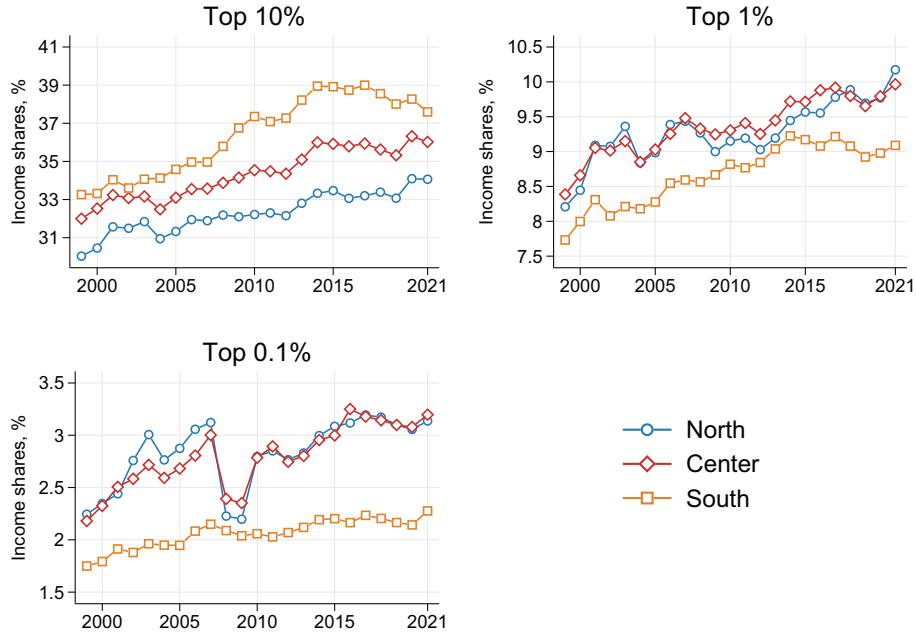 Top 10%
Income shares, %
41
39
37
35
33
31
2000 2005 2010 2015 2021
Top 1%
Income shares, %
10.5
10
9.5
9
8.5
8
7.5
2000 2005 2010 2015 2021
Top 0.1%
Income shares, %
3.5
3
2.5
2
1.5
2000 2005 2010 2015 2021
North
Center
South